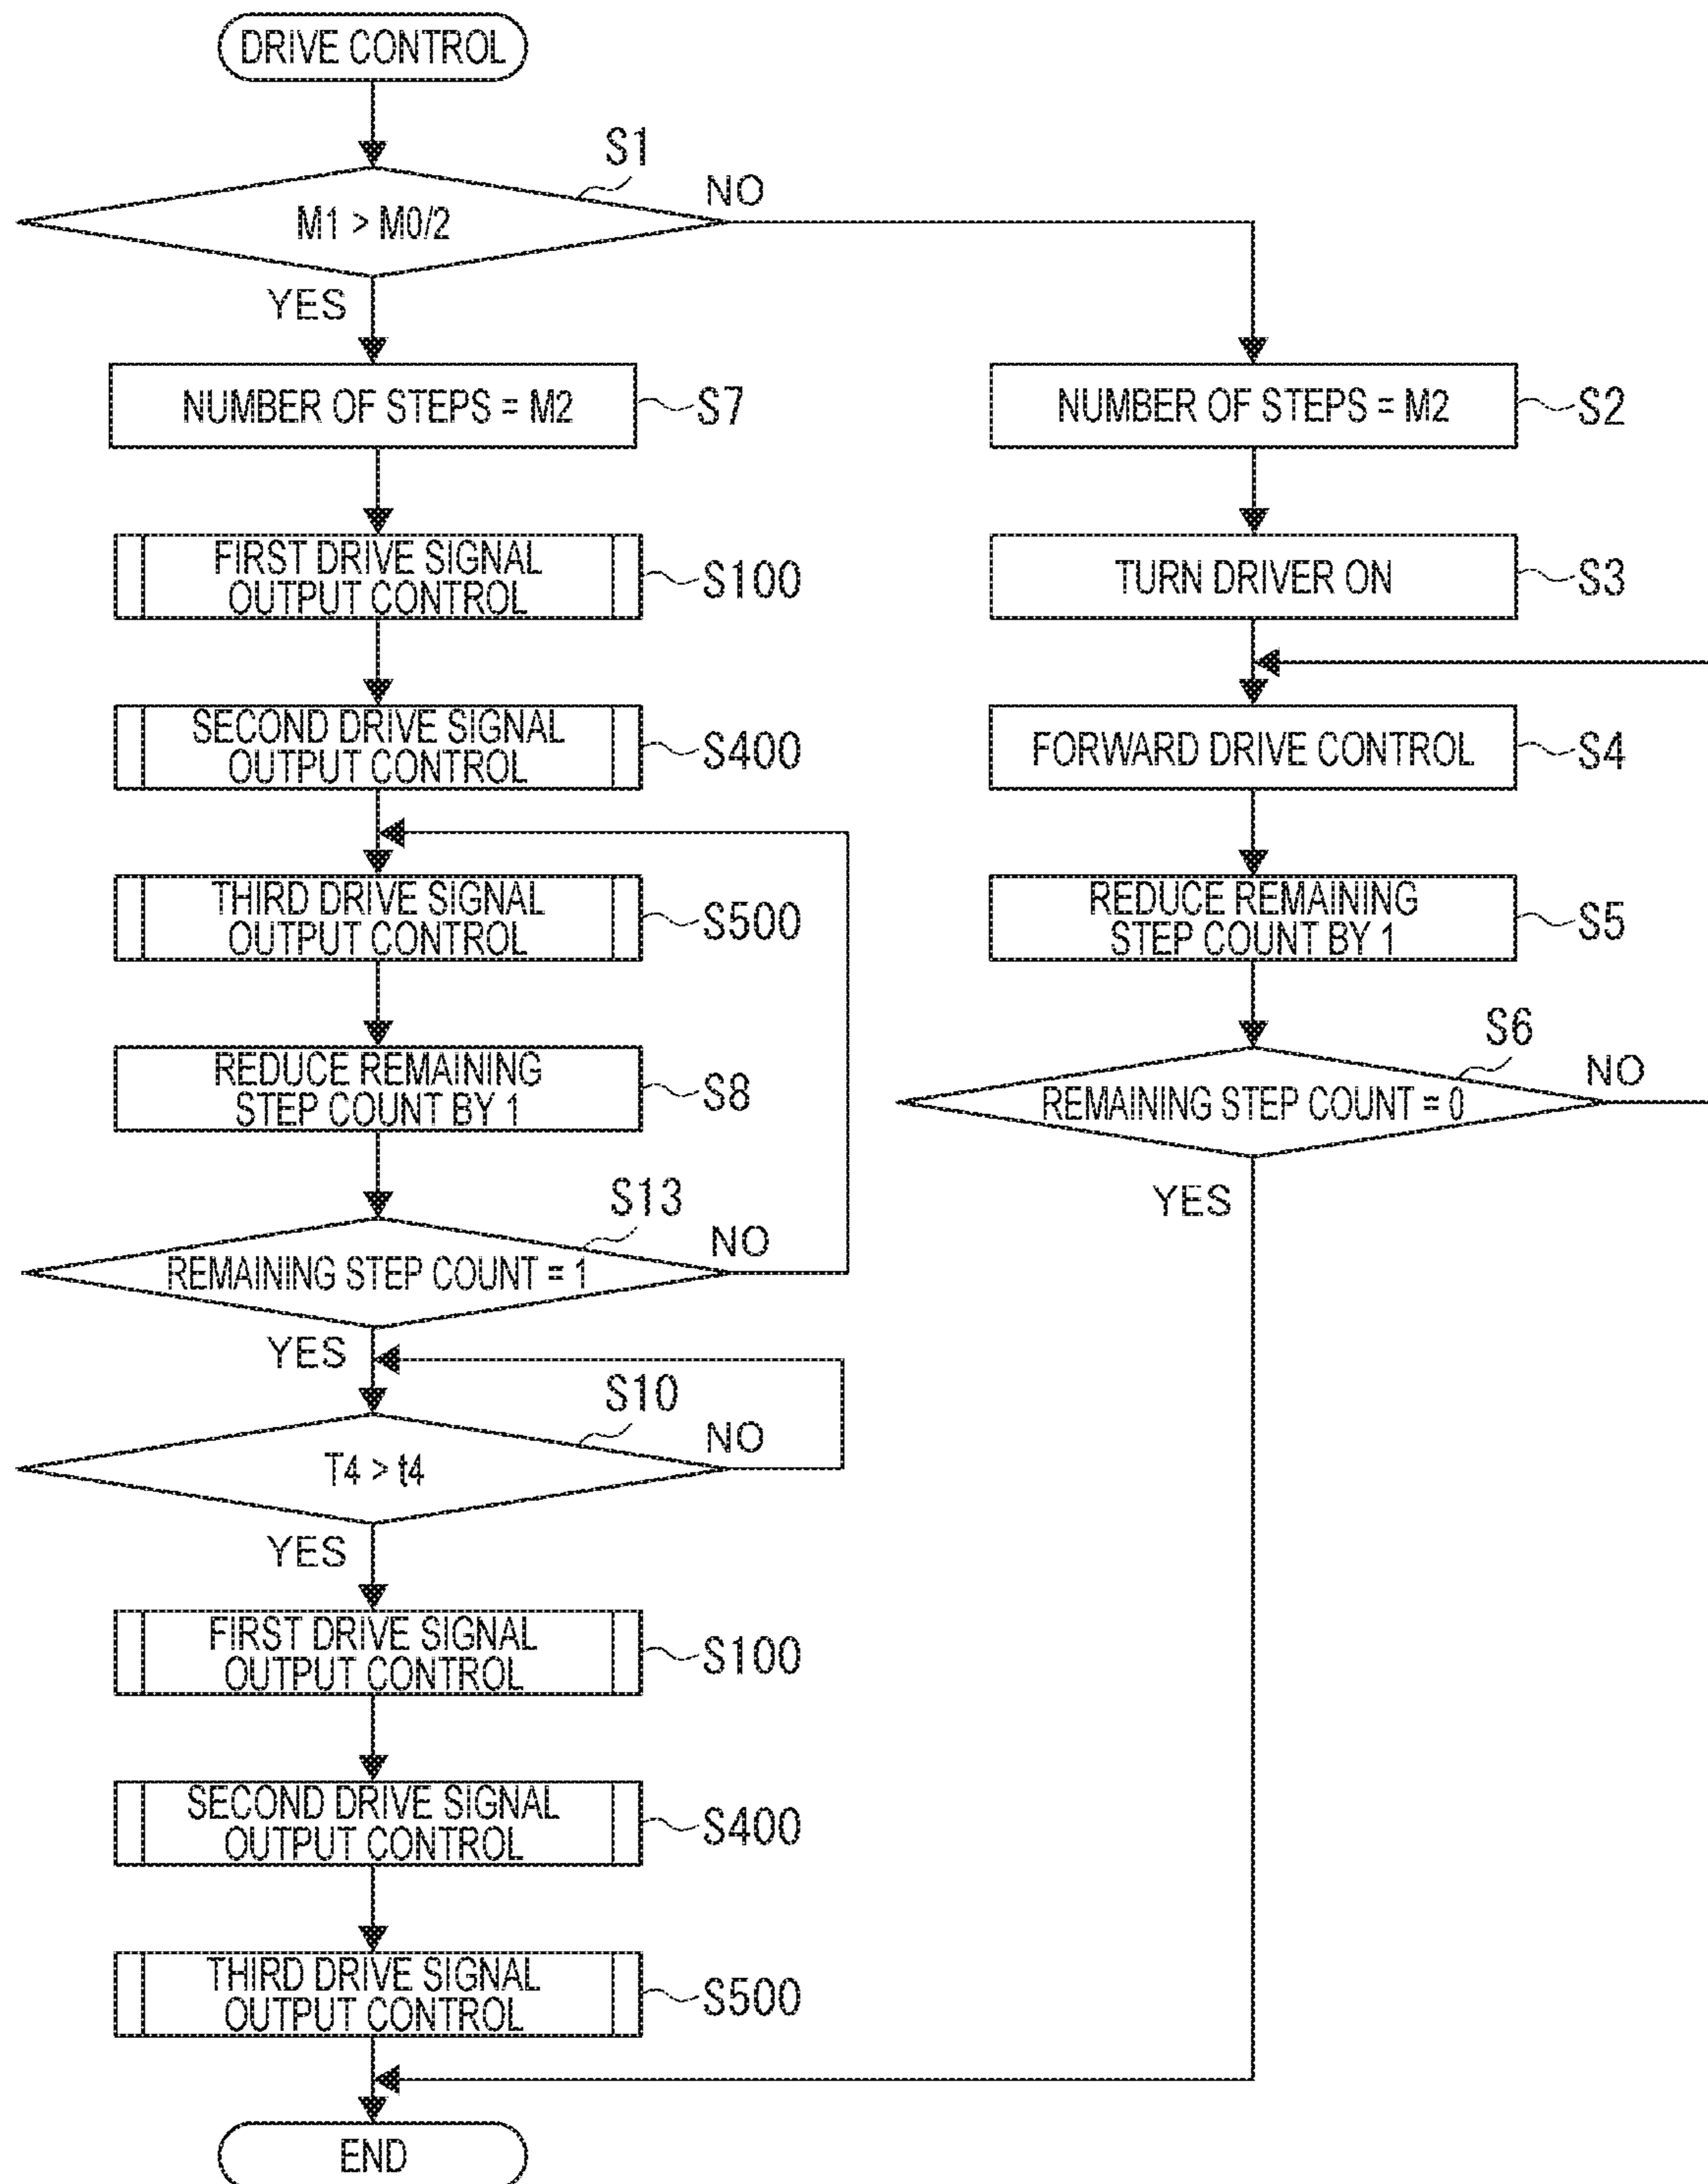 DRIVE CONTROL
S1
M1 > M0/2
NO
YES
NUMBER OF STEPS = M2
S7
FIRST DRIVE SIGNAL
OUTPUT CONTROL
S100
SECOND DRIVE SIGNAL
OUTPUT CONTROL
S400
THIRD DRIVE SIGNAL
OUTPUT CONTROL
S500
REDUCE REMAINING
STEP COUNT BY 1
S8
S13
REMAINING STEP COUNT = 1
NO
YES
S10
T4 > t4
NO
YES
FIRST DRIVE SIGNAL
OUTPUT CONTROL
S100
SECOND DRIVE SIGNAL
OUTPUT CONTROL
S400
THIRD DRIVE SIGNAL
OUTPUT CONTROL
S500
END
NUMBER OF STEPS = M2
S2
TURN DRIVER ON
S3
FORWARD DRIVE CONTROL
S4
REDUCE REMAINING
STEP COUNT BY 1
S5
S6
REMAINING STEP COUNT = 0
NO
YES